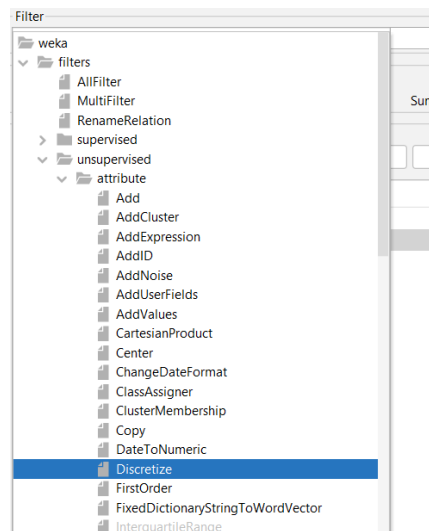 Filter
weka
filters
AllFilter
MultiFilter
Sur
RenameRelation
supervised
unsupervised
attribute
Add
AddCluster
AddExpression
AddID
AddNoise
AddUserFields
AddValues
CartesianProduct
Center
ChangeDateFormat
ClassAssigner
ClusterMembership
Copy
DateToNumeric
Discretize
FirstOrder
FixedDictionaryStringToWordVector
InterquartileRange